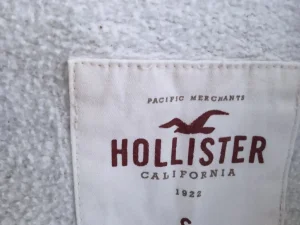 PACIFIC MERCHANTS
HOLLISTER
CALIFORNIA
1922
S